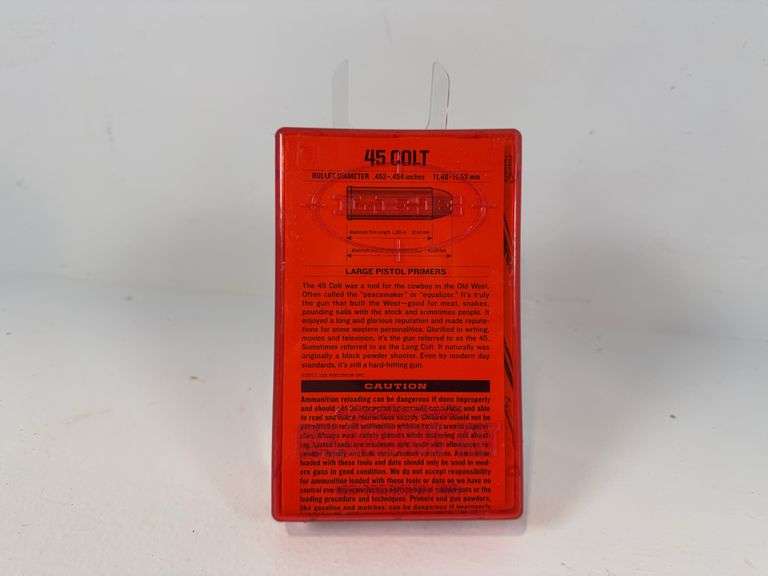 45 COLT
BULLET DIAMETER .452-.454 inches 11.48-11.53 mm
LARGE PISTOL PRIMERS
The 45 Colt was a tool for the cowboy in the Old West.
Often called the "peacemaker" or "equalizer." It's truly
the gun that built the West—good for meat, snakes,
pounding nails with the stock and sometimes people. It
enjoyed a long and glorious reputation and made reputa-
tions for some western personalities. Glorified in writing,
movies and television, it's the gun referred to as the 45.
Sometimes referred to as the Long Colt. It naturally was
originally a black powder shooter. Even by modern day
standards, it's still a hard-hitting gun.
CAUTION
Ammunition reloading can be dangerous if done improperly
and should and able
to read and should not be
safety glasses
Ammunition
loaded with these tools and data should only be used in mod-
ern guns in good condition. We do not accept responsibility
for ammunition loaded with these tools or data as we have no
control over parts or the
loading procedure and techniques. Primers and gun powders,
like gasoline and matches, can be dangerous if improperly